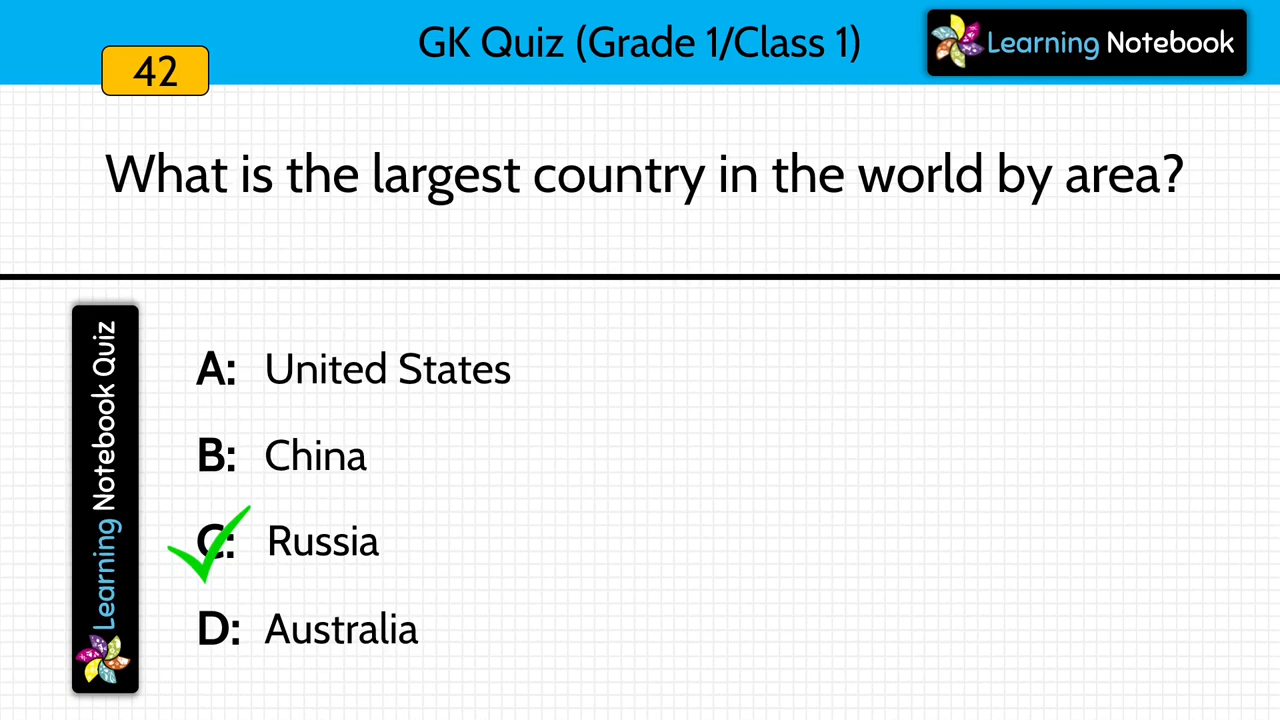 GK Quiz (Grade 1/Class 1)
Learning Notebook
42
What is the largest country in the world by area?
Learning Notebook Quiz
A: United States
B: China
C: Russia
D: Australia